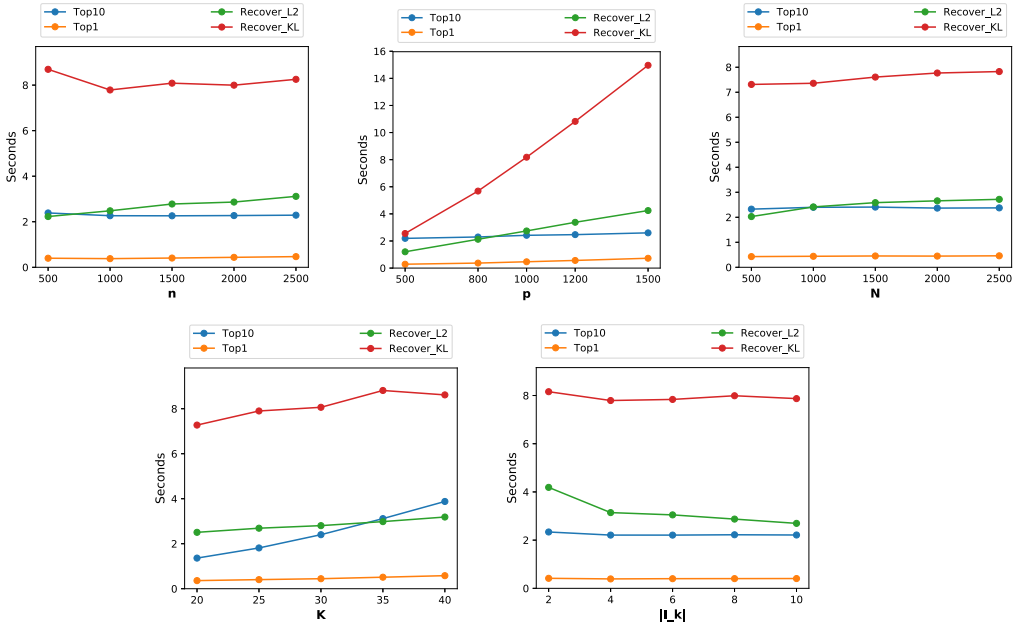 Top10 Recover_L2
Top1 Recover_KL
8
6
4
2
0
Seconds
500 1000 1500 2000 2500
n
Top10 Recover_L2
Top1 Recover_KL
16
14
12
10
8
6
4
2
0
Seconds
500 800 1000 1200 1500
p
Top10 Recover_L2
Top1 Recover_KL
8
7
6
5
4
3
2
1
0
Seconds
500 1000 1500 2000 2500
N
Top10 Recover_L2
Top1 Recover_KL
8
6
4
2
0
Seconds
20 25 30 35 40
K
Top10 Recover_L2
Top1 Recover_KL
8
6
4
2
0
Seconds
2 4 6 8 10
|I_k|